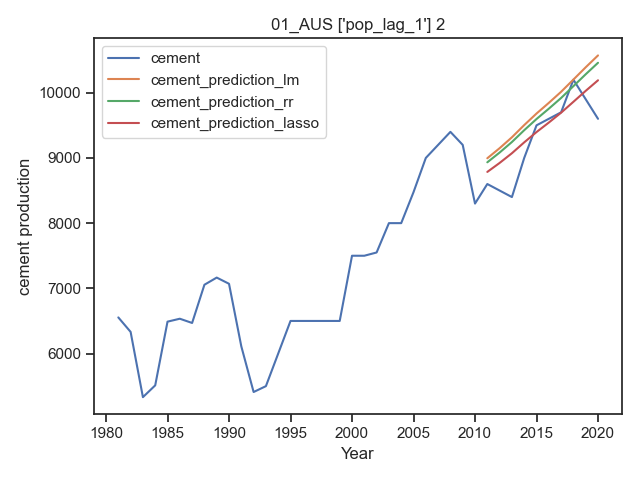 01_AUS ['pop_lag_1'] 2
cement
cement_prediction_lm
cement_prediction_rr
cement_prediction_lasso
10000
9000
8000
7000
6000
cement production
1980 1985 1990 1995 2000 2005 2010 2015 2020
Year